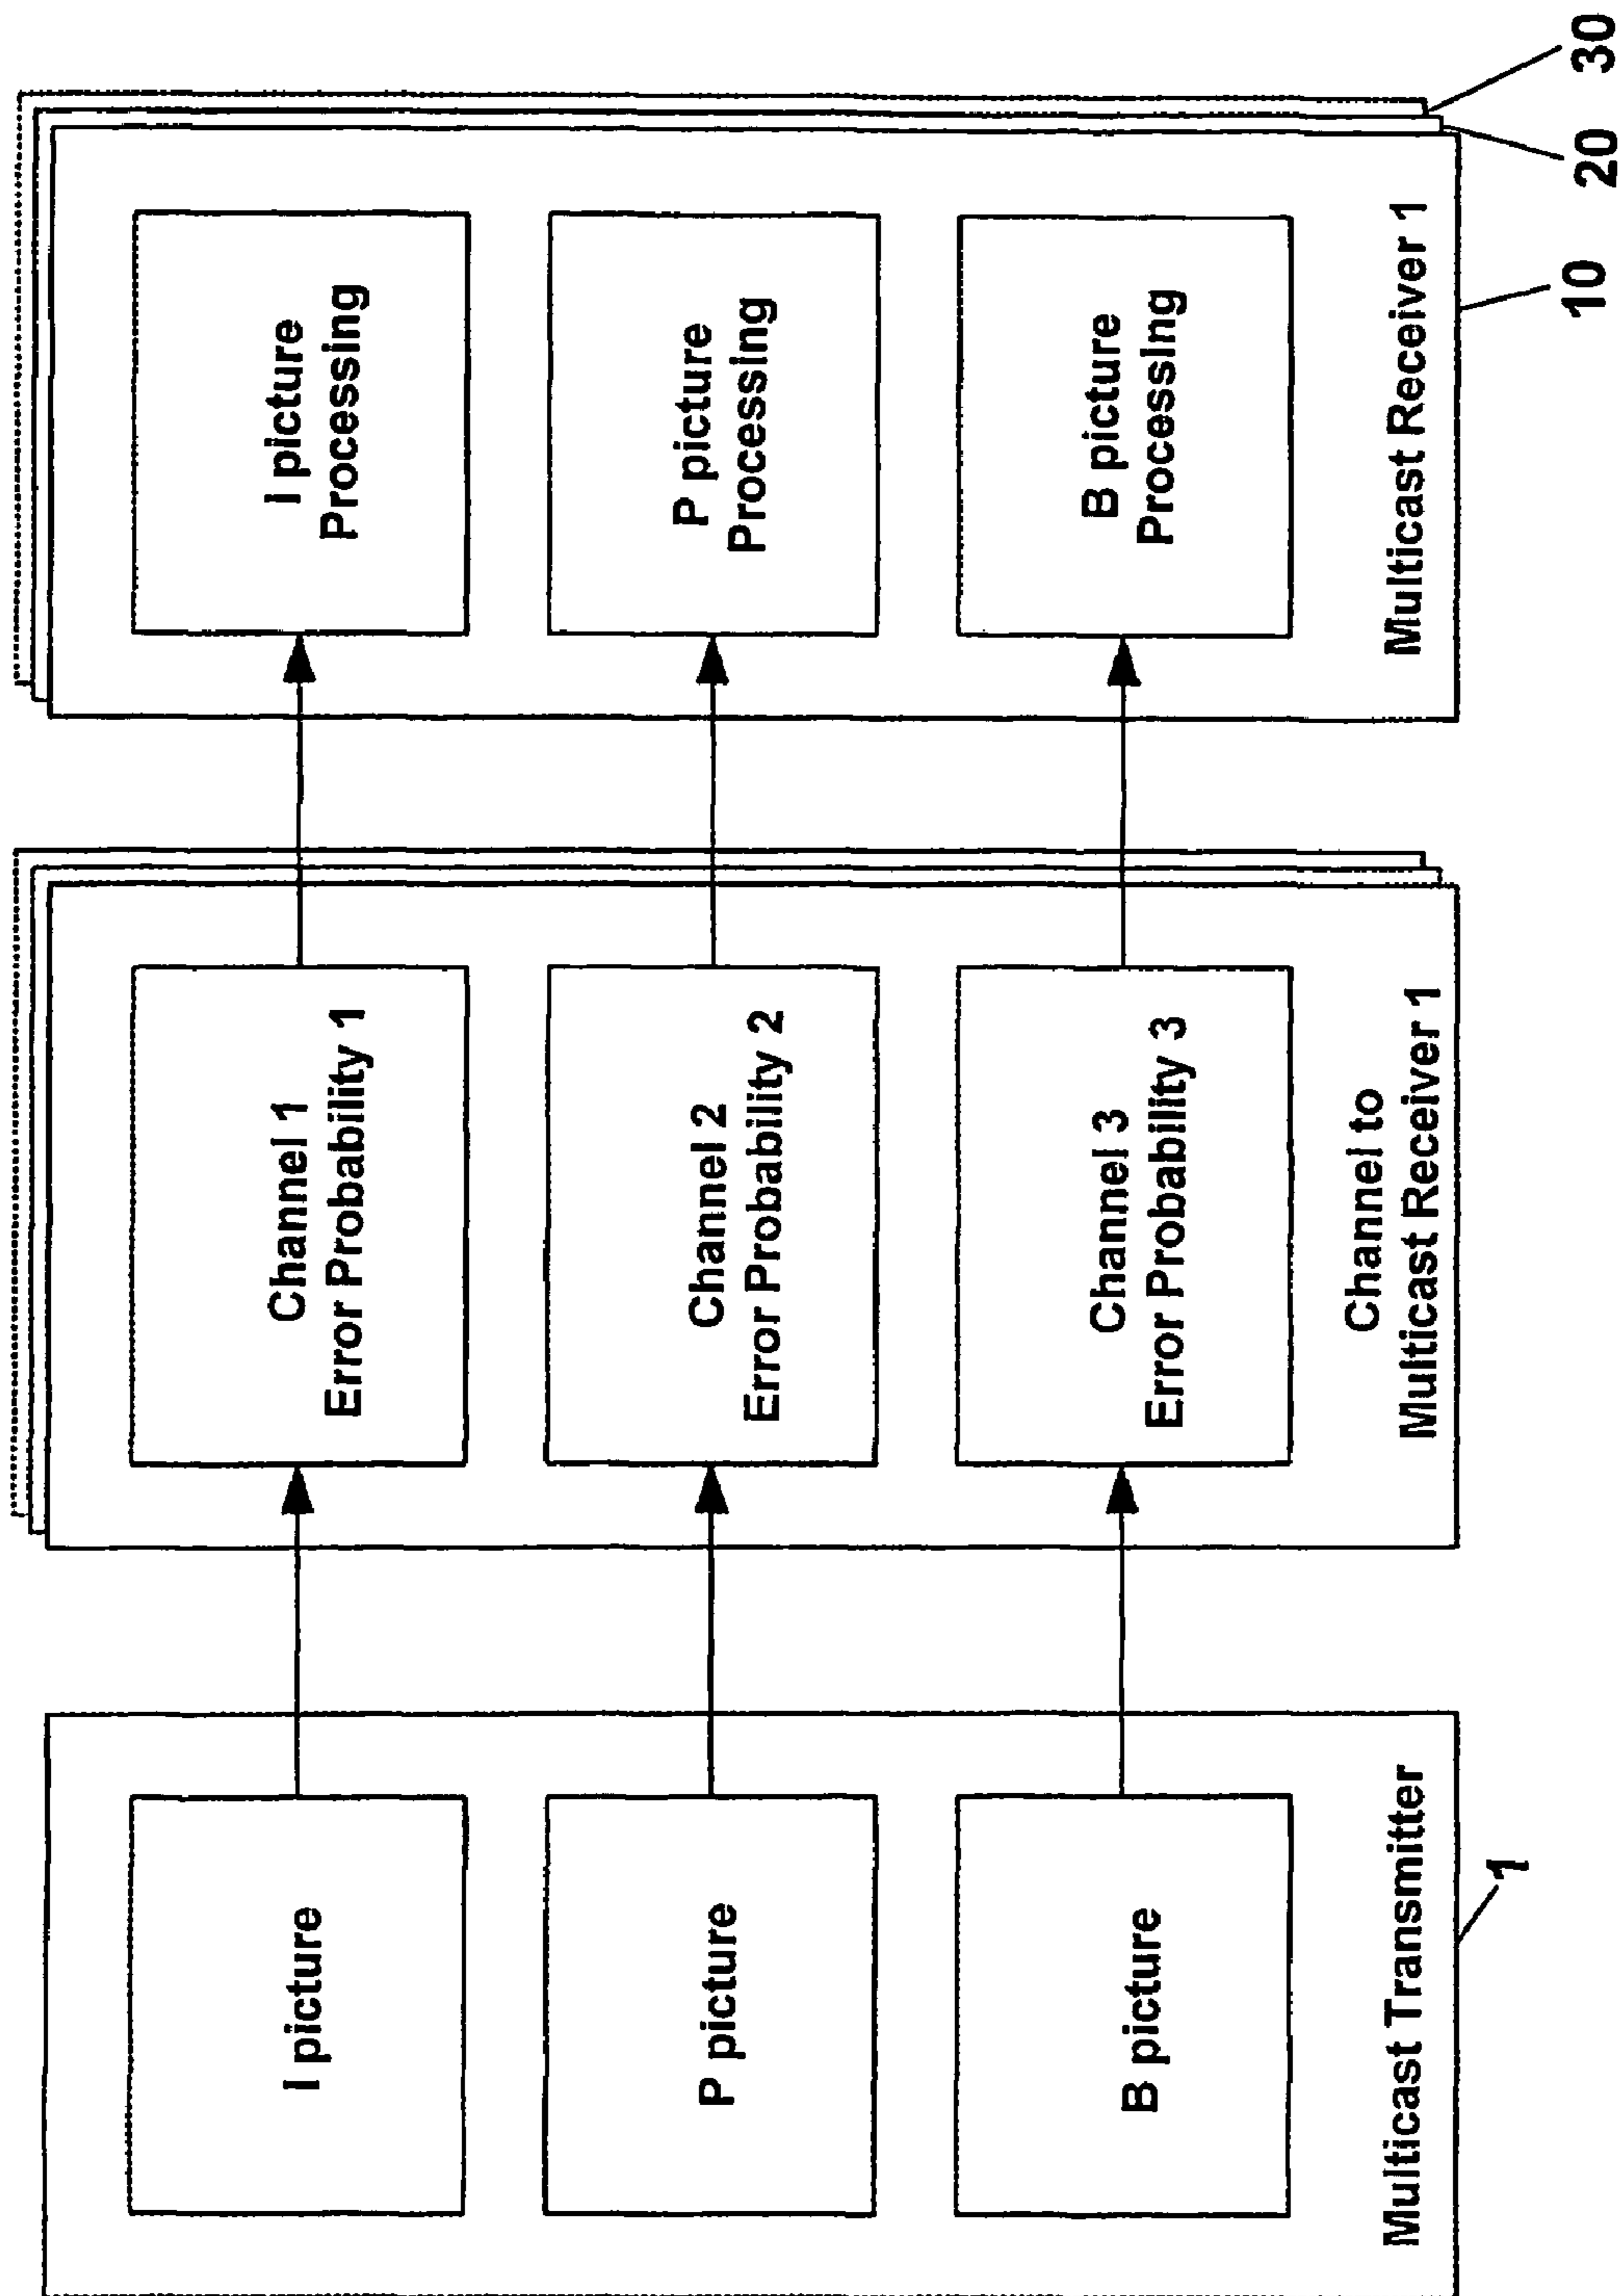 I picture
P picture
B picture
Multicast Transmitter
1
Channel 1
Error Probability 1
Channel 2
Error Probability 2
Channel 3
Error Probability 3
Channel to
Multicast Receiver 1
I picture
Processing
P picture
Processing
B picture
Processing
Multicast Receiver 1
10
20
30